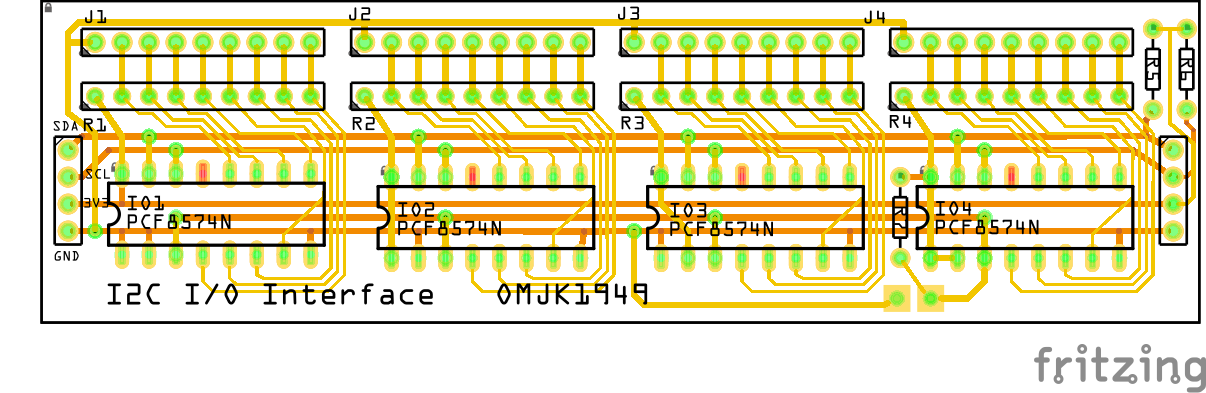 J1 J2 J3 J4
R5 R6
R1 R2 R3 R4
SDA
SCL
3V3
GND
IO1
PCF8574N
IO2
PCF8574N
IO3
PCF8574N
IO4
PCF8574N
I2C I/O Interface OMJK1949
fritzing